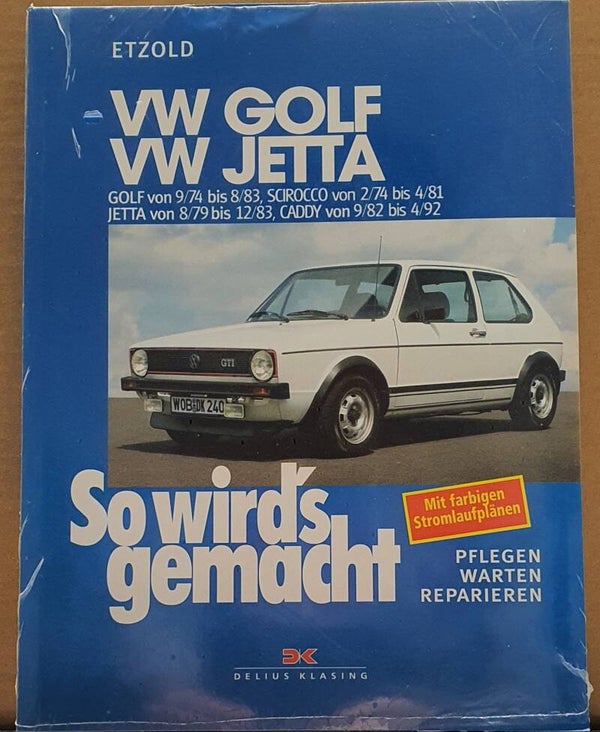 ETZOLD
VW GOLF
VW JETTA
GOLF von 9/74 bis 8/83, SCIROCCO von 2/74 bis 4/81
JETTA von 8/79 bis 12/83, CADDY von 9/82 bis 4/92
GTI
WOB DK 240
So wird's
gemacht
Mit farbigen
Stromlaufplänen
PFLEGEN
WARTEN
REPARIEREN
DELIUS KLASING